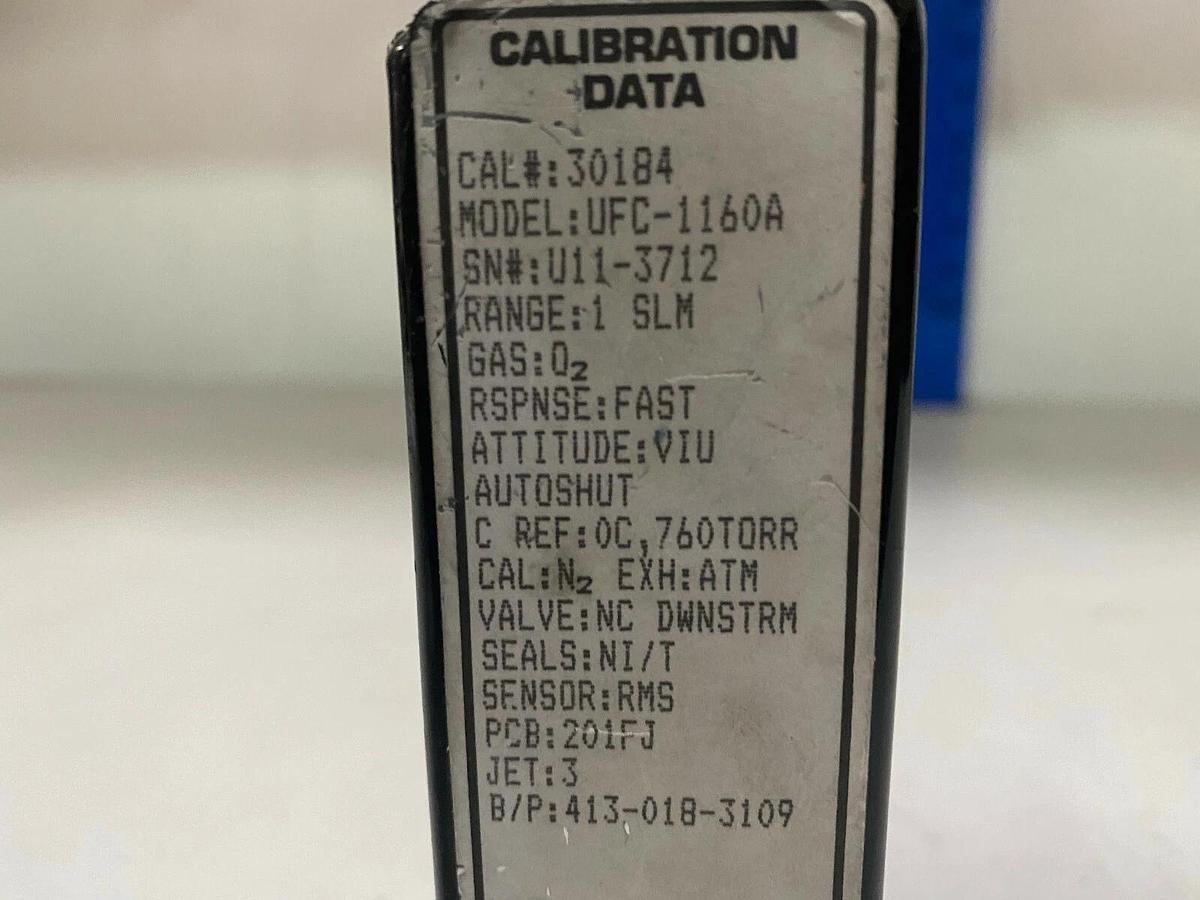 CALIBRATION
DATA
CAL#:30184
MODEL:UFC-1160A
SN#:U11-3712
RANGE:1 SLM
GAS:O₂
RSPNSE:FAST
ATTITUDE:VIU
AUTOSHUT
C REF:0C,760TORR
CAL:N₂ EXH:ATM
VALVE:NC DWNSTRM
SEALS:NI/T
SENSOR:RMS
PCB:201FJ
JET:3
B/P:413-018-3109